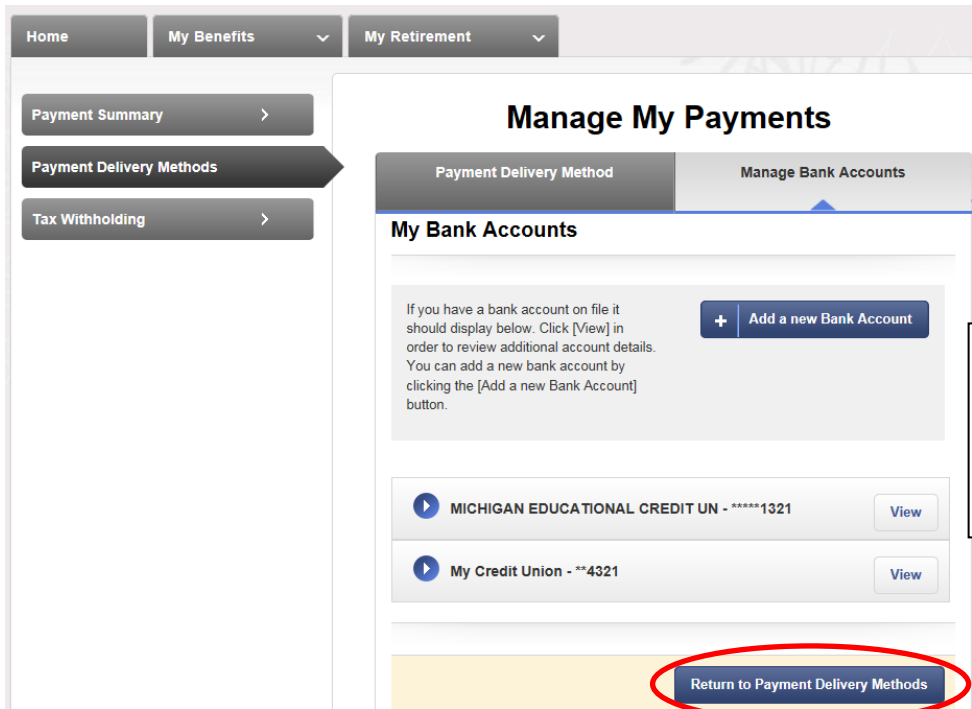 Home
My Benefits
My Retirement
Payment Summary
Payment Delivery Methods
Tax Withholding
Manage My Payments
Payment Delivery Method
Manage Bank Accounts
My Bank Accounts
If you have a bank account on file it
should display below. Click [View] in
order to review additional account details.
You can add a new bank account by
clicking the [Add a new Bank Account]
button.
+ Add a new Bank Account
MICHIGAN EDUCATIONAL CREDIT UN - *****1321
View
My Credit Union - **4321
View
Return to Payment Delivery Methods